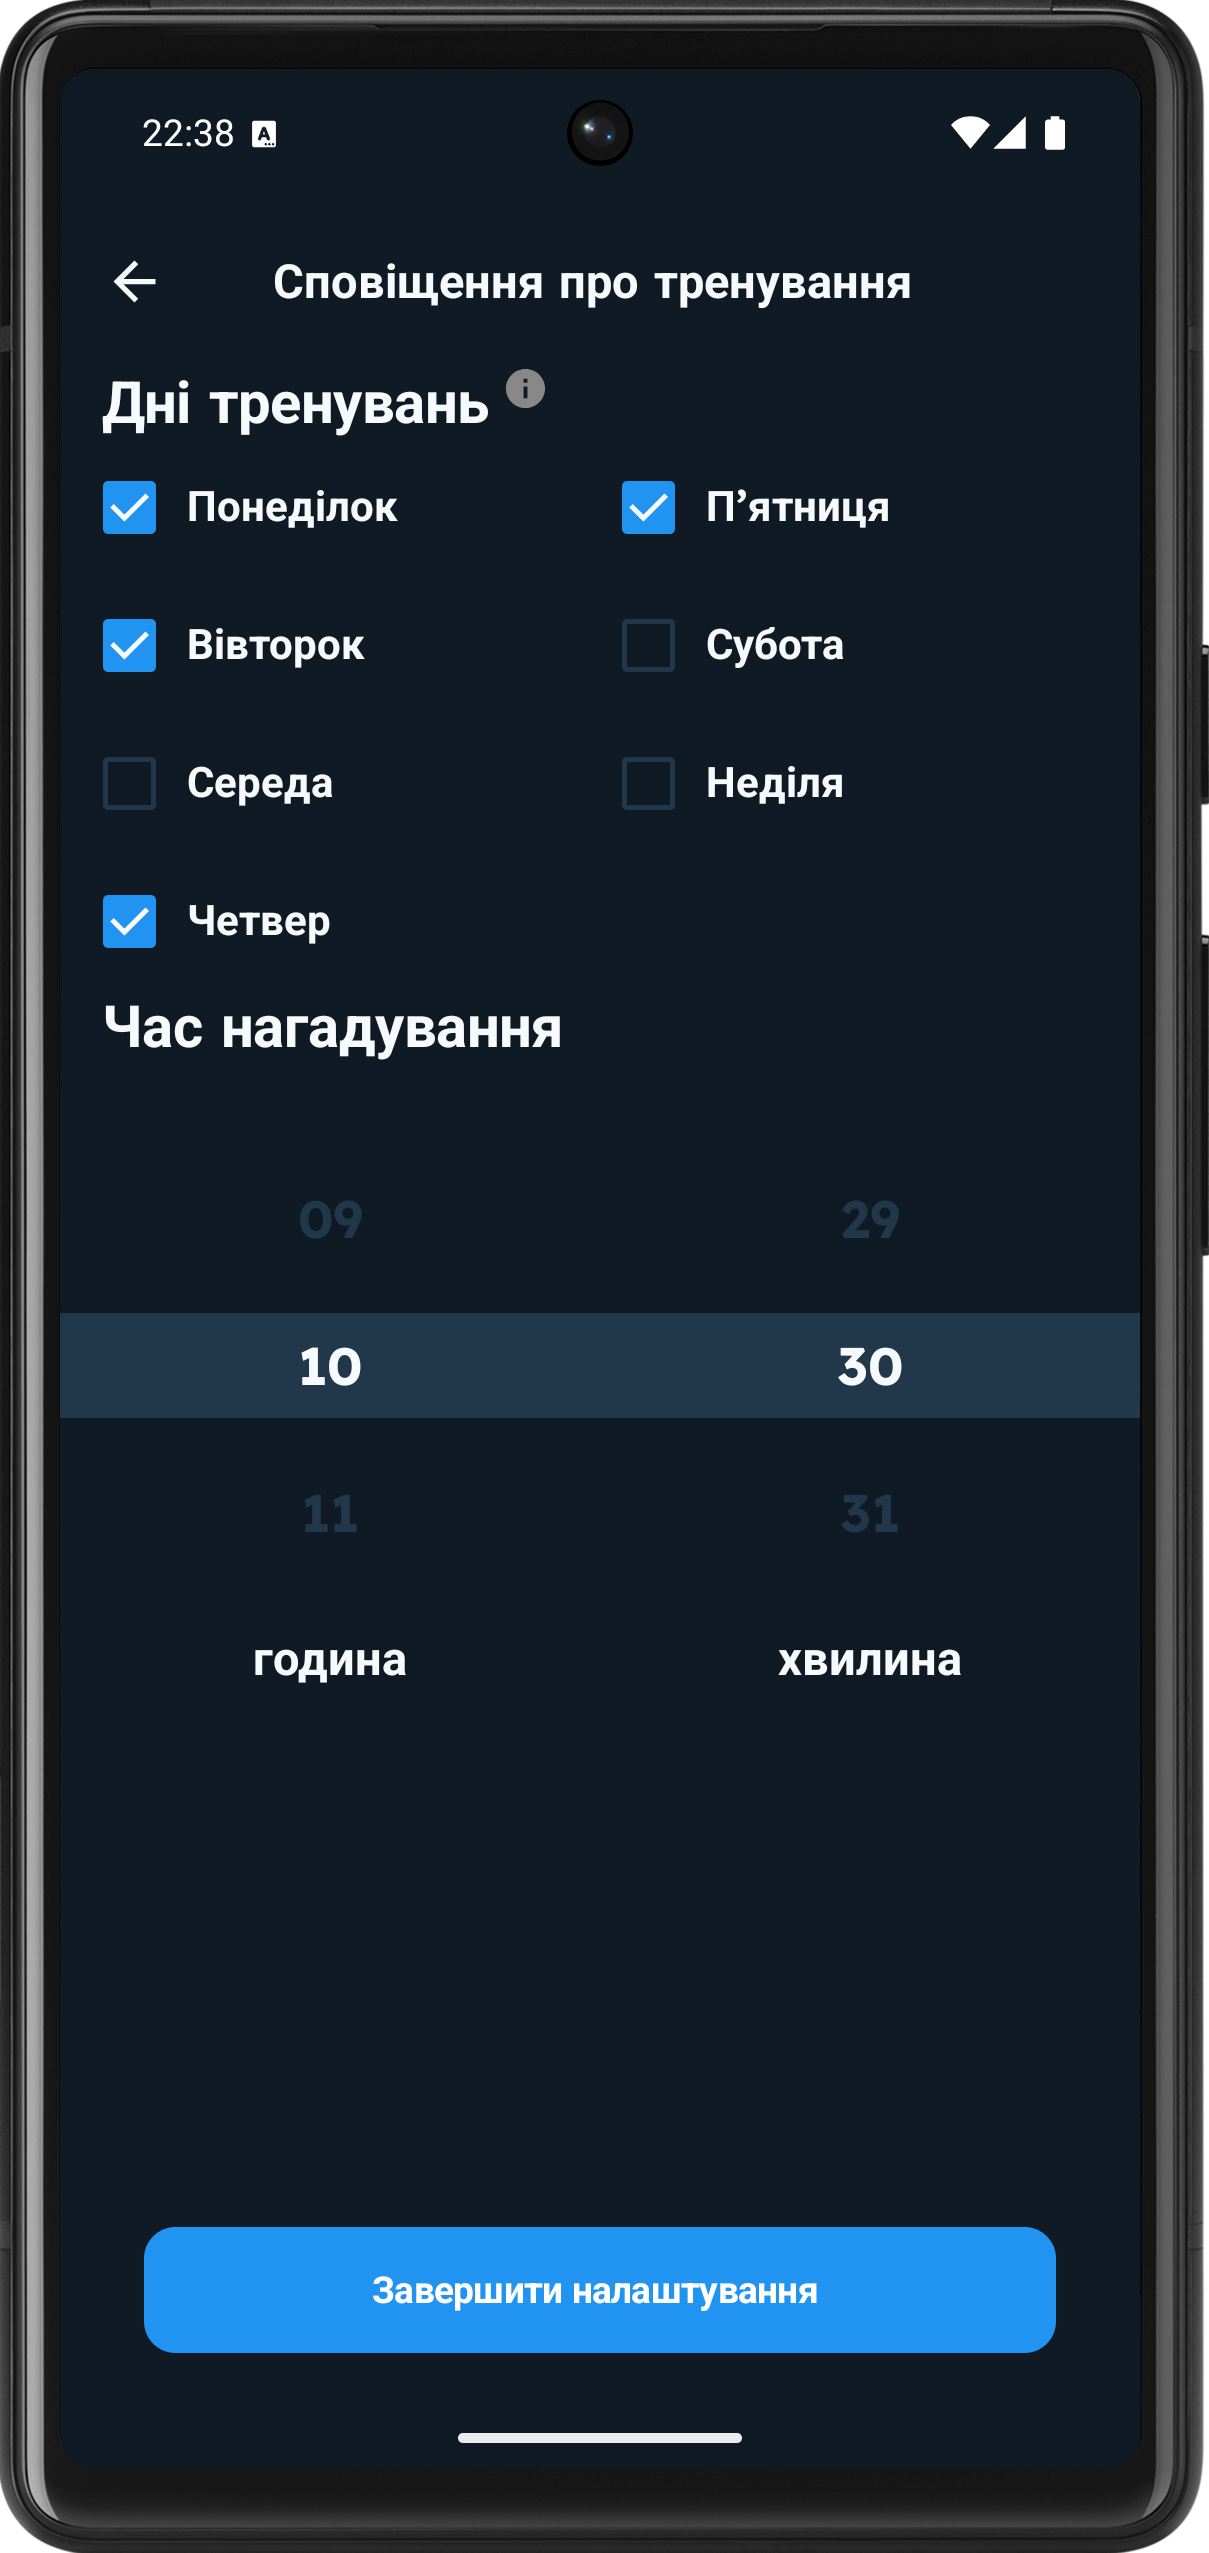 22:38
Сповіщення про тренування
Дні тренувань
Понеділок
П’ятниця
Вівторок
Субота
Середа
Неділя
Четвер
Час нагадування
09 29
10 30
11 31
година хвилина
Завершити налаштування